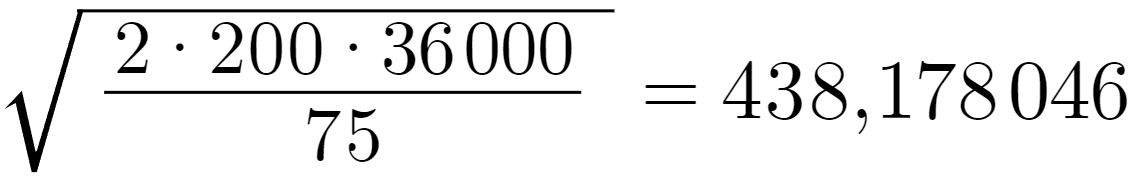 √(2 · 200 · 36 000 / 75) = 438,178 046